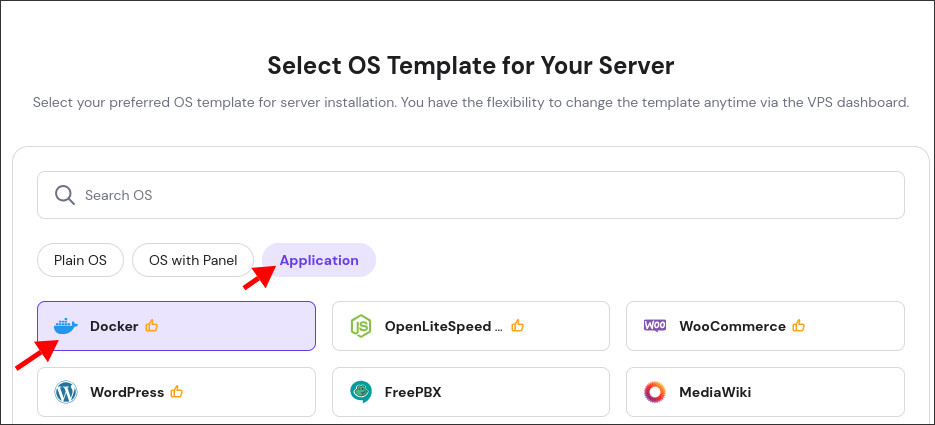 Select OS Template for Your Server
Select your preferred OS template for server installation. You have the flexibility to change the template anytime via the VPS dashboard.
Search OS
Plain OS OS with Panel Application
Docker OpenLiteSpeed ... WooCommerce
WordPress FreePBX MediaWiki